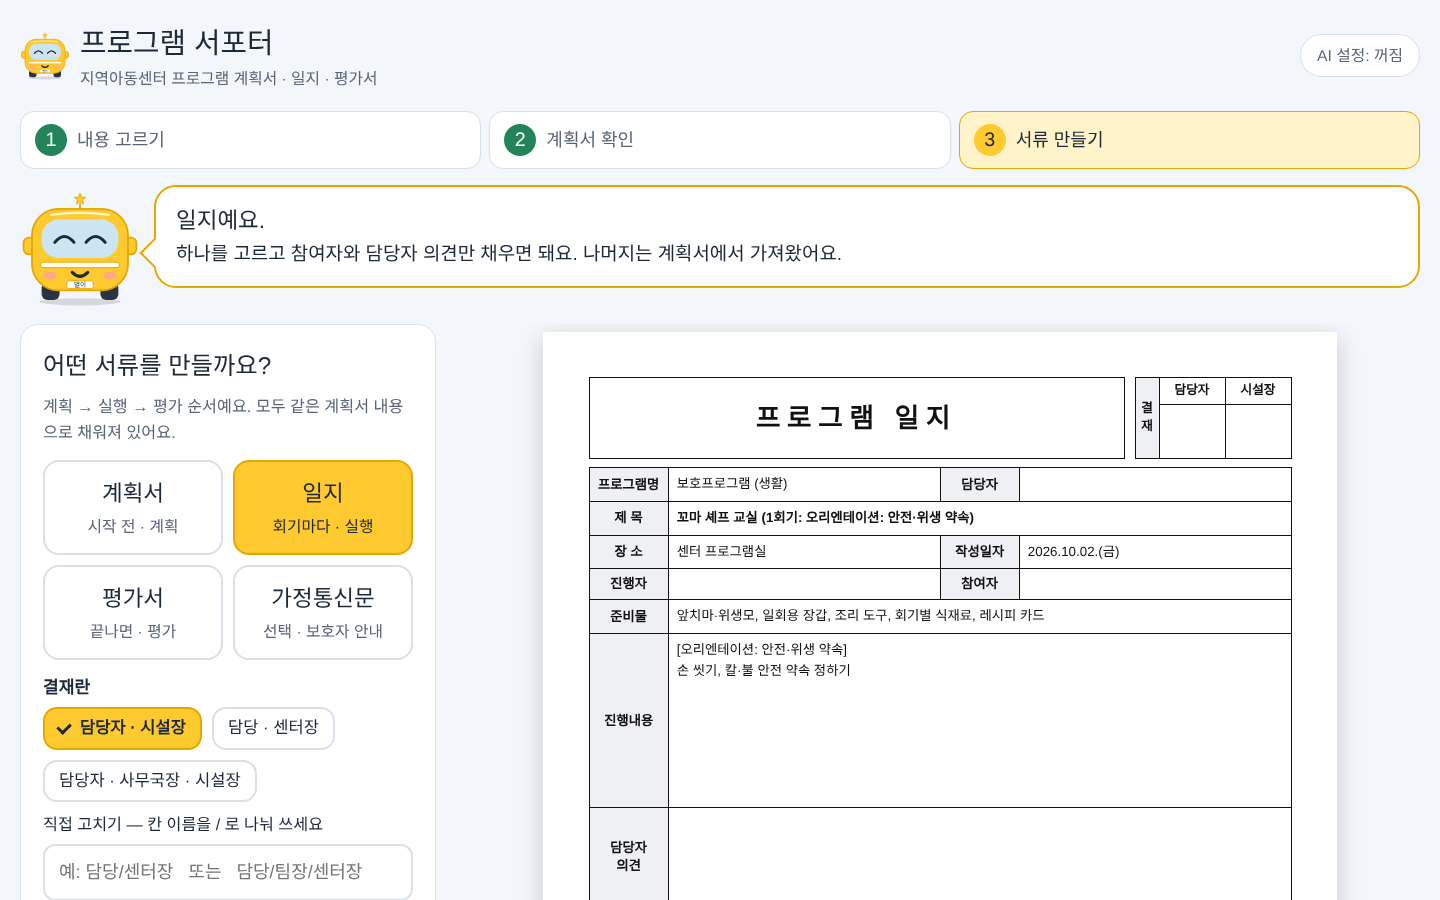 프로그램 서포터
지역아동센터 프로그램 계획서 · 일지 · 평가서
AI 설정: 꺼짐
1 내용 고르기
2 계획서 확인
3 서류 만들기
일지예요.
하나를 고르고 참여자와 담당자 의견만 채우면 돼요. 나머지는 계획서에서 가져왔어요.
어떤 서류를 만들까요?
계획 → 실행 → 평가 순서예요. 모두 같은 계획서 내용
으로 채워져 있어요.
계획서
시작 전 · 계획
일지
회기마다 · 실행
평가서
끝나면 · 평가
가정통신문
선택 · 보호자 안내
결재란
담당자 · 시설장
담당 · 센터장
담당자 · 사무국장 · 시설장
직접 고치기 — 칸 이름을 / 로 나눠 쓰세요
예: 담당/센터장 또는 담당/팀장/센터장
프로그램 일지
결
재
담당자 시설장
프로그램명 보호프로그램 (생활) 담당자
제 목 꼬마 셰프 교실 (1회기: 오리엔테이션: 안전·위생 약속)
장 소 센터 프로그램실 작성일자 2026.10.02.(금)
진행자 참여자
준비물 앞치마·위생모, 일회용 장갑, 조리 도구, 회기별 식재료, 레시피 카드
진행내용
[오리엔테이션: 안전·위생 약속]
손 씻기, 칼·불 안전 약속 정하기
담당자
의견